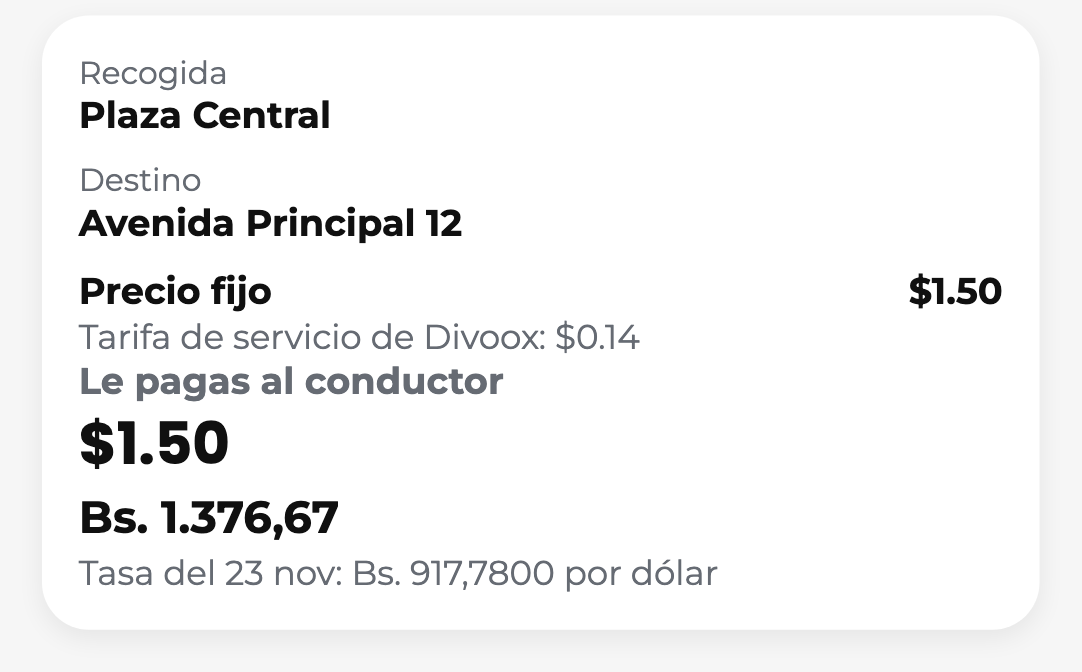 Recogida
Plaza Central
Destino
Avenida Principal 12
Precio fijo $1.50
Tarifa de servicio de Divoox: $0.14
Le pagas al conductor
$1.50
Bs. 1.376,67
Tasa del 23 nov: Bs. 917,7800 por dólar